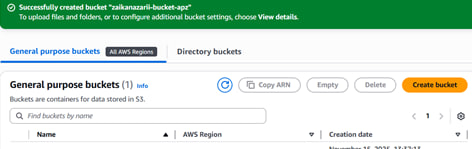 Successfully created bucket "zaikanazarii-bucket-apz"
To upload files and folders, or to configure additional bucket settings, choose View details.
General purpose buckets All AWS Regions Directory buckets
General purpose buckets (1) Info Copy ARN Empty Delete Create bucket
Buckets are containers for data stored in S3.
Find buckets by name 1
Name AWS Region Creation date